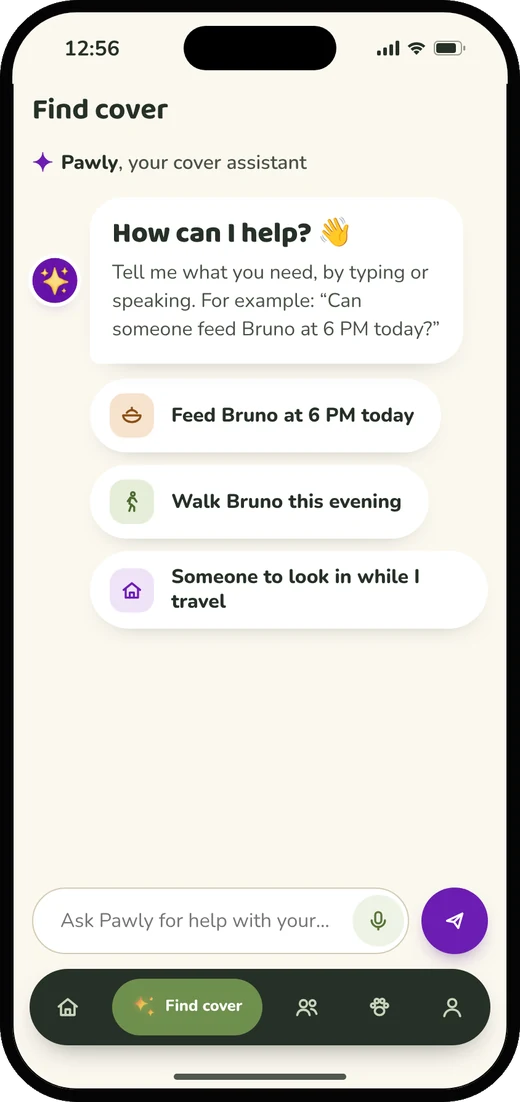 12:56
Find cover
Pawly, your cover assistant
How can I help? 👋
Tell me what you need, by typing or
speaking. For example: “Can
someone feed Bruno at 6 PM today?”
Feed Bruno at 6 PM today
Walk Bruno this evening
Someone to look in while I
travel
Ask Pawly for help with your...
Find cover